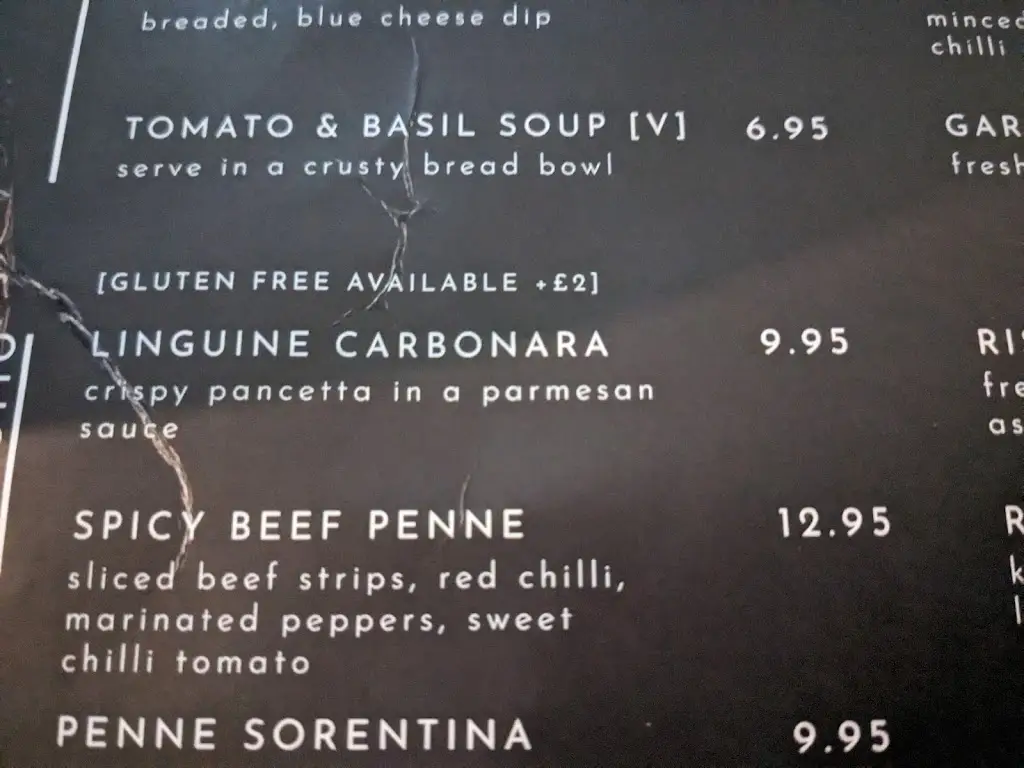 breaded, blue cheese dip
TOMATO & BASIL SOUP [V] 6.95
serve in a crusty bread bowl
[GLUTEN FREE AVAILABLE +£2]
LINGUINE CARBONARA 9.95
crispy pancetta in a parmesan
sauce
SPICY BEEF PENNE 12.95
sliced beef strips, red chilli,
marinated peppers, sweet
chilli tomato
PENNE SORENTINA 9.95
minced
chilli
fresh